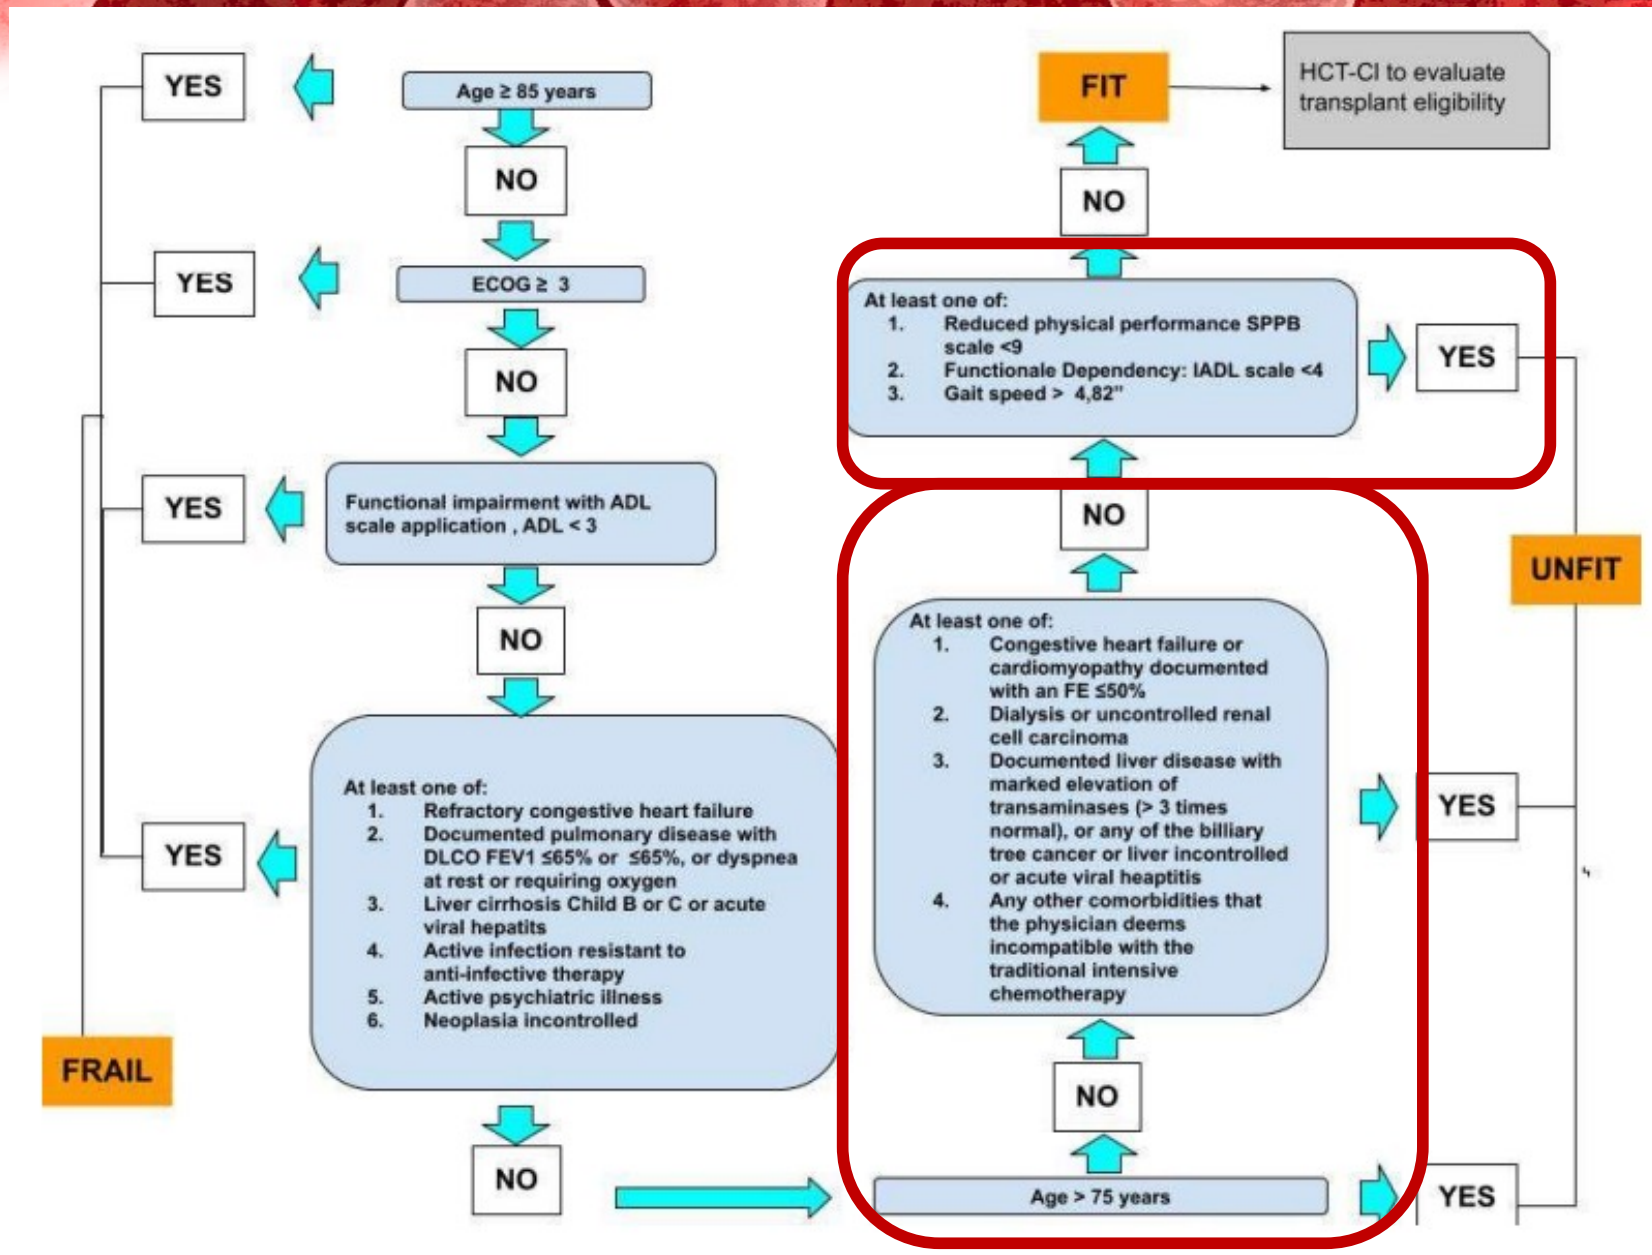 YES
Age ≥ 85 years
NO
YES
ECOG ≥ 3
NO
YES
Functional impairment with ADL
scale application , ADL < 3
NO
YES
At least one of:
1. Refractory congestive heart failure
2. Documented pulmonary disease with
DLCO FEV1 ≤65% or ≤65%, or dyspnea
at rest or requiring oxygen
3. Liver cirrhosis Child B or C or acute
viral hepatits
4. Active infection resistant to
anti-infective therapy
5. Active psychiatric illness
6. Neoplasia incontrolled
FRAIL
NO
Age > 75 years
YES
NO
At least one of:
1. Congestive heart failure or
cardiomyopathy documented
with an FE ≤50%
2. Dialysis or uncontrolled renal
cell carcinoma
3. Documented liver disease with
marked elevation of
transaminases (> 3 times
normal), or any of the billiary
tree cancer or liver incontrolled
or acute viral heaptitis
4. Any other comorbidities that
the physician deems
incompatible with the
traditional intensive
chemotherapy
YES
UNFIT
NO
At least one of:
1. Reduced physical performance SPPB
scale <9
2. Functionale Dependency: IADL scale <4
3. Gait speed > 4,82”
YES
NO
FIT
HCT-CI to evaluate
transplant eligibility